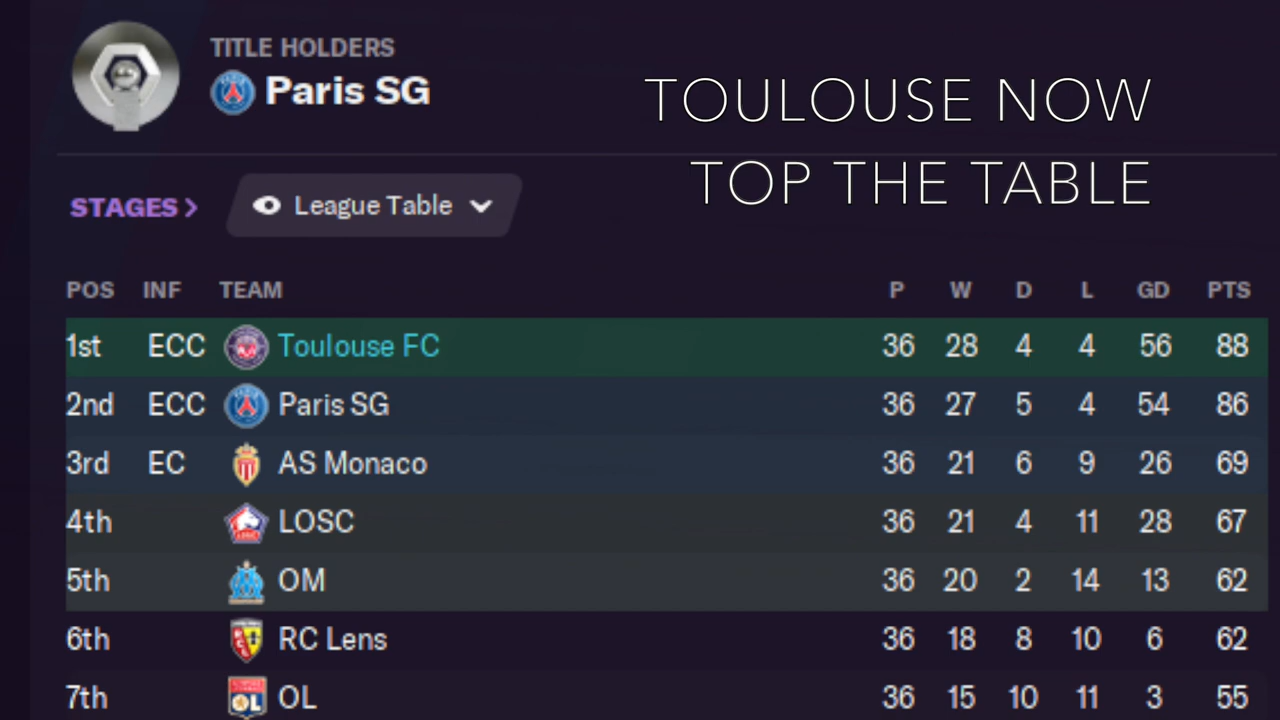 TITLE HOLDERS
Paris SG
TOULOUSE NOW
TOP THE TABLE
STAGES > League Table
POS INF TEAM P W D L GD PTS
1st ECC Toulouse FC 36 28 4 4 56 88
2nd ECC Paris SG 36 27 5 4 54 86
3rd EC AS Monaco 36 21 6 9 26 69
4th LOSC 36 21 4 11 28 67
5th OM 36 20 2 14 13 62
6th RC Lens 36 18 8 10 6 62
7th OL 36 15 10 11 3 55